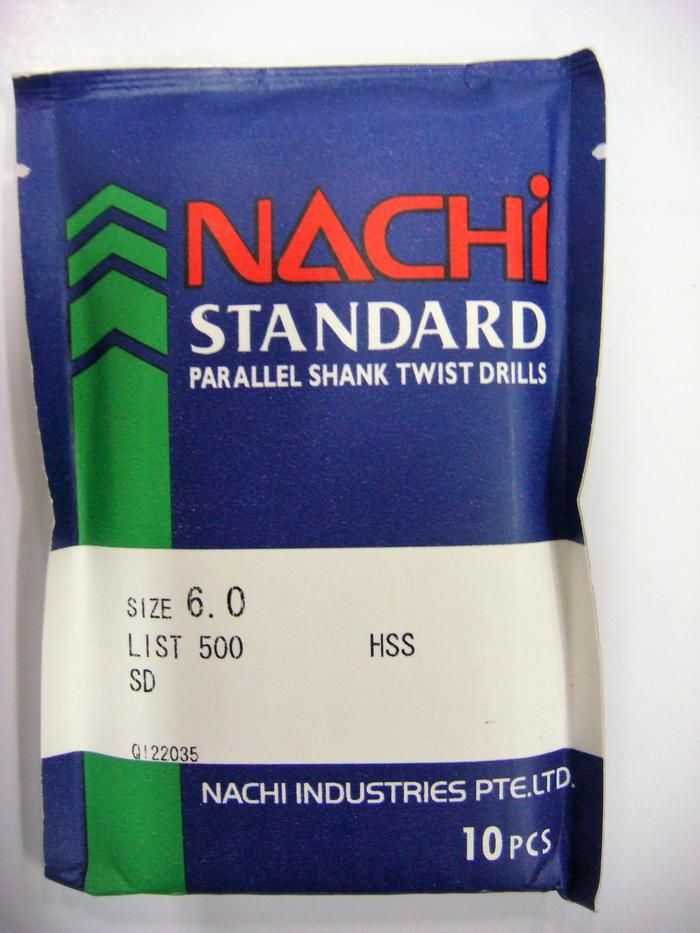 NACHi
STANDARD
PARALLEL SHANK TWIST DRILLS
SIZE 6.0
LIST 500 HSS
SD
Q122035
NACHI INDUSTRIES PTE.LTD.
10PCS